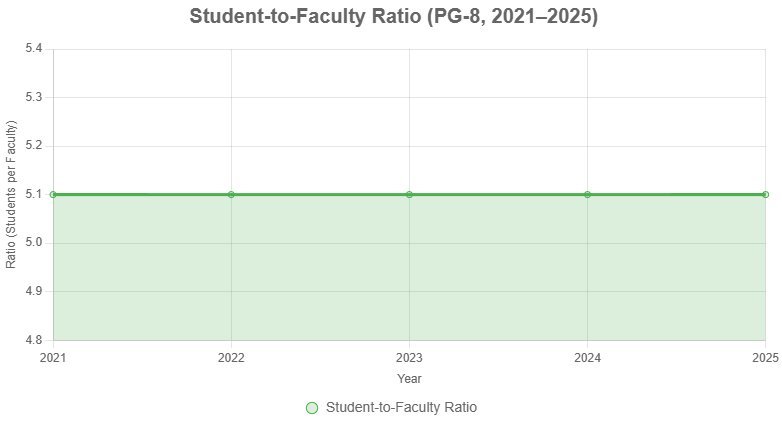 Student-to-Faculty Ratio (PG-8, 2021–2025)
Ratio (Students per Faculty)
5.4
5.3
5.2
5.1
5.0
4.9
4.8
2021 2022 2023 2024 2025
Year
Student-to-Faculty Ratio